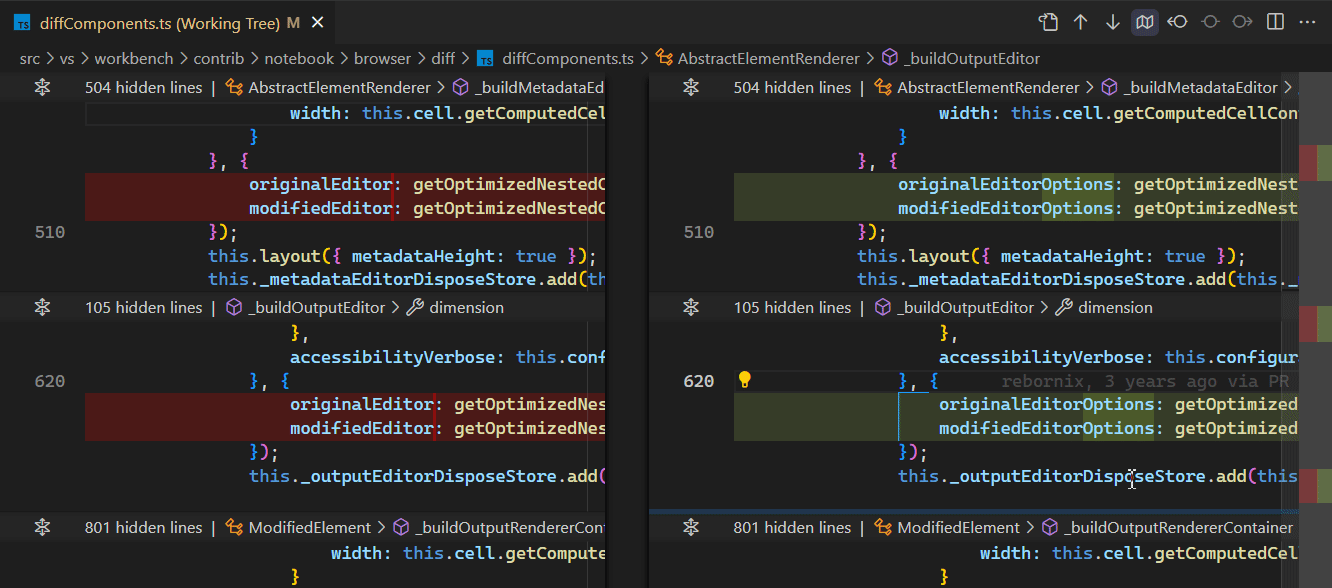 TS diffComponents.ts (Working Tree) M
src > vs > workbench > contrib > notebook > browser > diff > TS diffComponents.ts > AbstractElementRenderer > _buildOutputEditor
504 hidden lines | AbstractElementRenderer > _buildMetadataEd
width: this.cell.getComputedCel
}
}, {
originalEditor: getOptimizedNestedC
modifiedEditor: getOptimizedNestedC
510 });
this.layout({ metadataHeight: true });
this._metadataEditorDisposeStore.add(th
105 hidden lines | _buildOutputEditor > dimension
},
accessibilityVerbose: this.conf
620 }, {
originalEditor: getOptimizedNes
modifiedEditor: getOptimizedNes
});
this._outputEditorDisposeStore.add(
801 hidden lines | ModifiedElement > _buildOutputRendererCont
width: this.cell.getCompute
}
504 hidden lines | AbstractElementRenderer > _buildMetadataEditor >
width: this.cell.getComputedCellCon
}
}, {
originalEditorOptions: getOptimizedNest
modifiedEditorOptions: getOptimizedNest
510 });
this.layout({ metadataHeight: true });
this._metadataEditorDisposeStore.add(this._
105 hidden lines | _buildOutputEditor > dimension
},
accessibilityVerbose: this.configur
620 }, { rebornix, 3 years ago via PR
originalEditorOptions: getOptimized
modifiedEditorOptions: getOptimized
});
this._outputEditorDisposeStore.add(this
801 hidden lines | ModifiedElement > _buildOutputRendererContainer
width: this.cell.getComputedCel
}